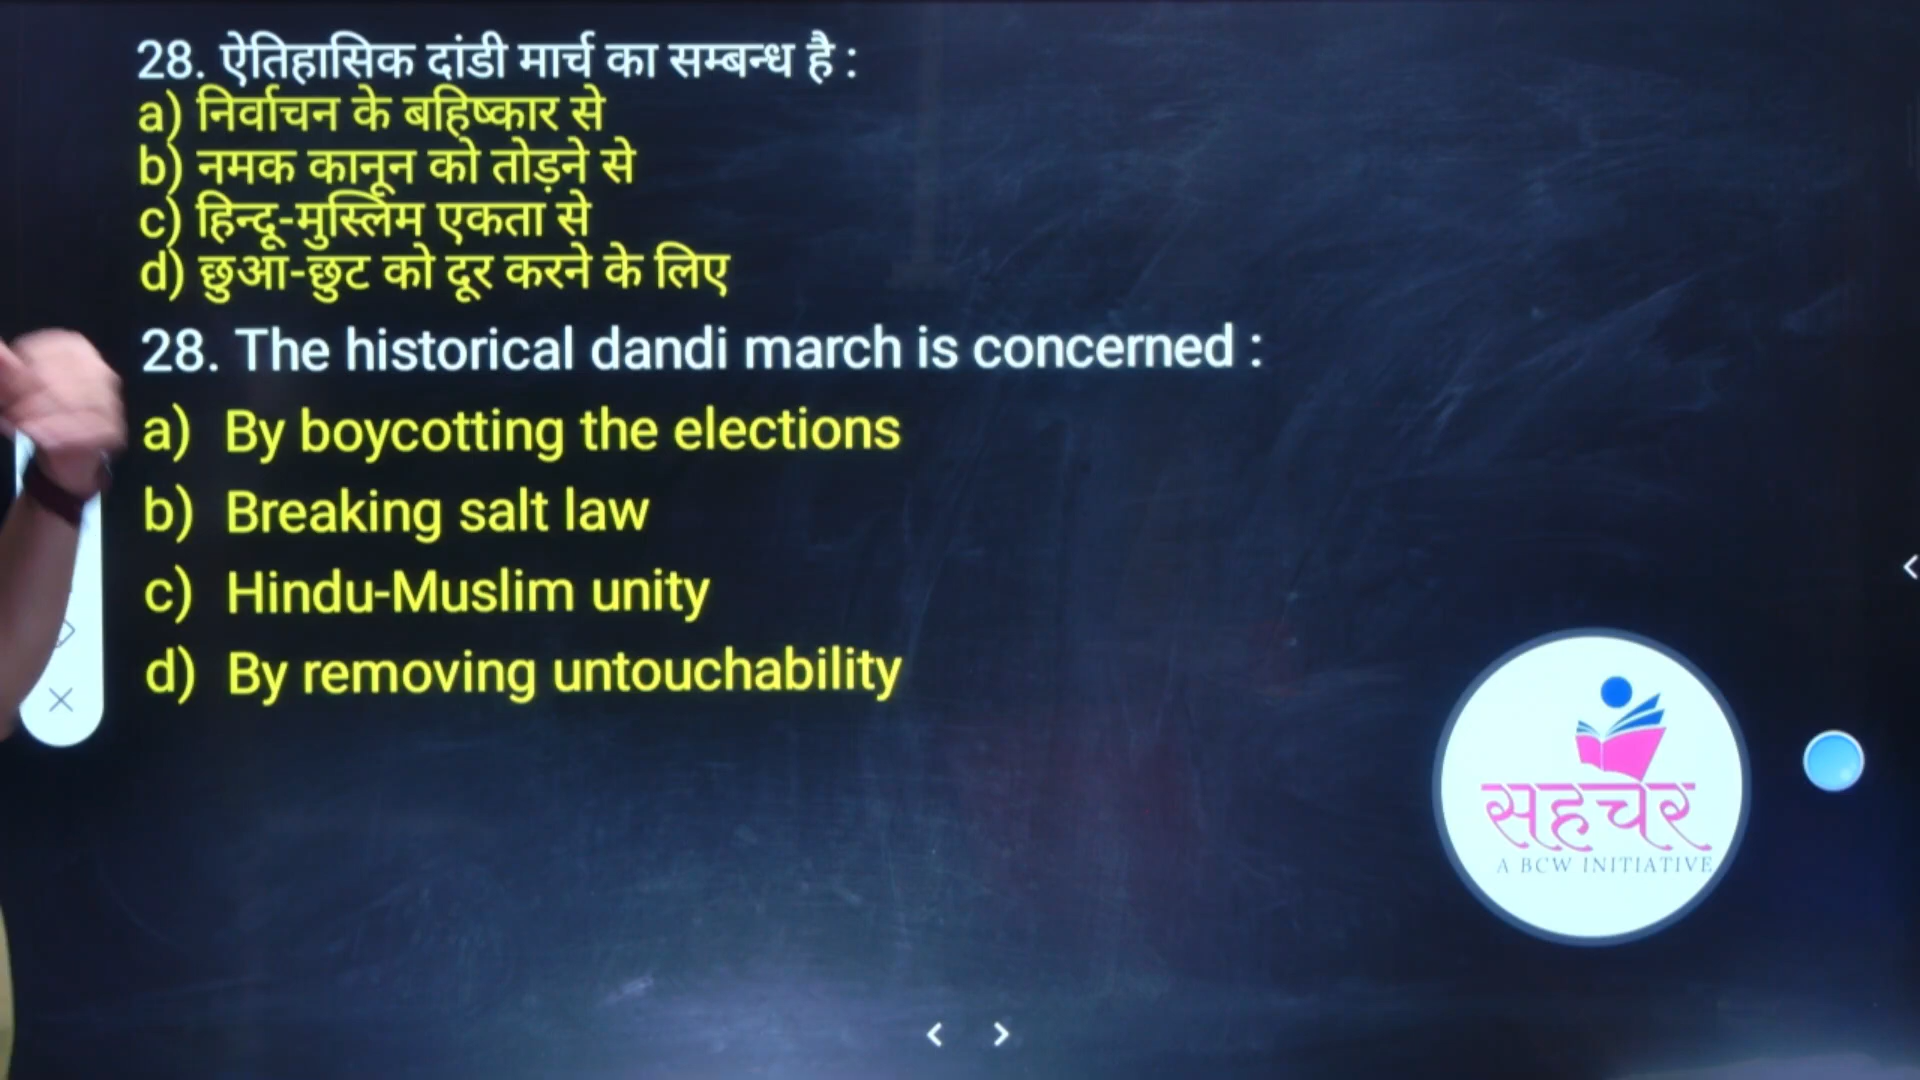 28. ऐतिहासिक दांडी मार्च का सम्बन्ध है :
a) निर्वाचन के बहिष्कार से
b) नमक कानून को तोड़ने से
c) हिन्दू-मुस्लिम एकता से
d) छुआ-छुट को दूर करने के लिए
28. The historical dandi march is concerned :
a) By boycotting the elections
b) Breaking salt law
c) Hindu-Muslim unity
d) By removing untouchability
सहचर
A BCW INITIATIVE